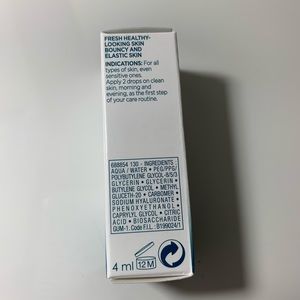 FRESH HEALTHY-
LOOKING SKIN
BOUNCY AND
ELASTIC SKIN
INDICATIONS: For all
types of skin, even
sensitive ones.
Apply 2 drops on clean
skin, morning and
evening, as the first step
of your care routine.
688854 130 - INGREDIENTS
AQUA / WATER • PEG/PPG/
POLYBUTYLENE GLYCOL-8/5/3
GLYCERIN • GLYCERIN •
BUTYLENE GLYCOL • METHYL
GLUCETH-20 • CARBOMER •
SODIUM HYALURONATE •
PHENOXYETHANOL •
CAPRYLYL GLYCOL • CITRIC
ACID • BIOSACCHARIDE
GUM-1. Code F.I.L. : B199024/1
4 ml 12 M